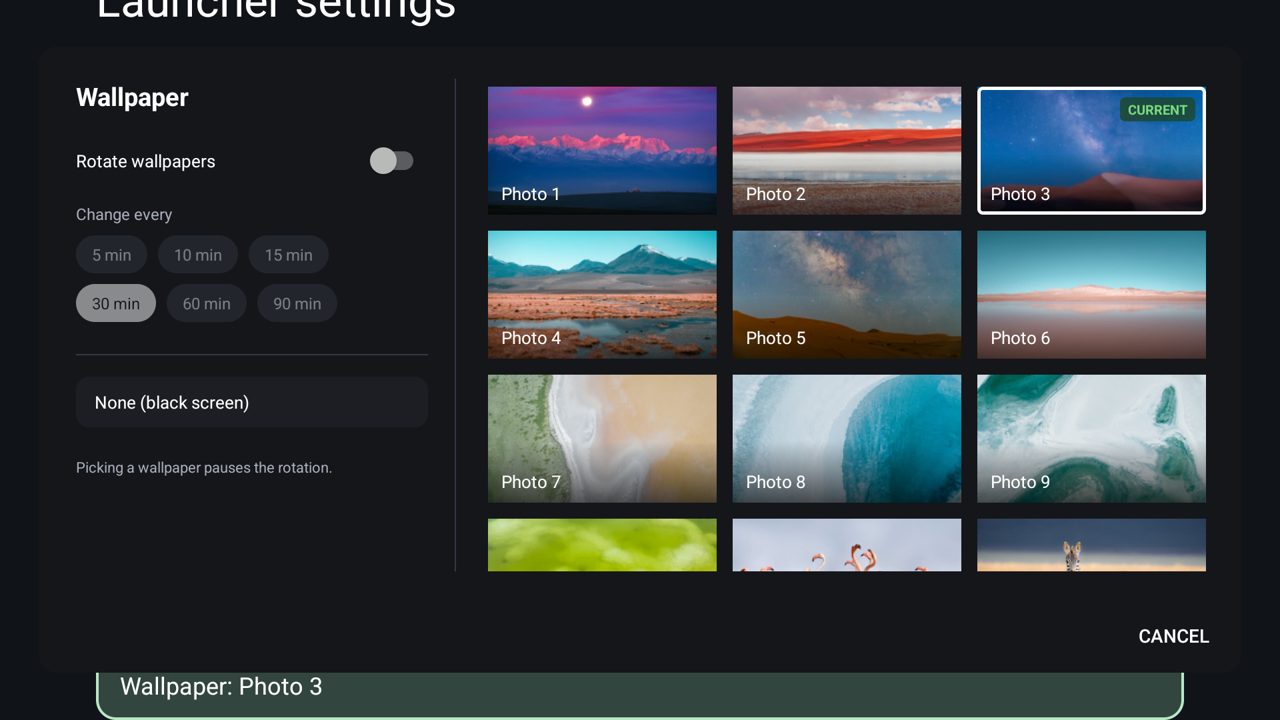 Launcher settings
Wallpaper
Rotate wallpapers
Change every
5 min
10 min
15 min
30 min
60 min
90 min
None (black screen)
Picking a wallpaper pauses the rotation.
Photo 1
Photo 2
CURRENT
Photo 3
Photo 4
Photo 5
Photo 6
Photo 7
Photo 8
Photo 9
CANCEL
Wallpaper: Photo 3